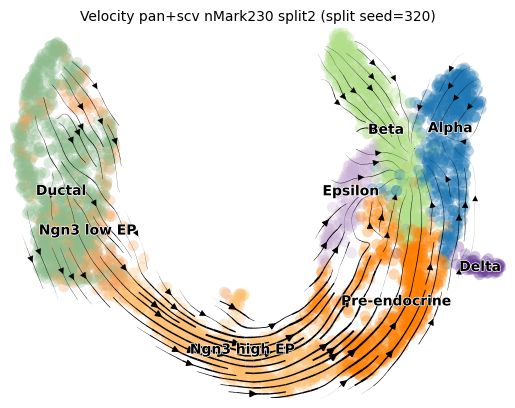 Velocity pan+scv nMark230 split2 (split seed=320)
Beta
Alpha
Ductal
Epsilon
Ngn3 low EP
Delta
Pre-endocrine
Ngn3 high EP